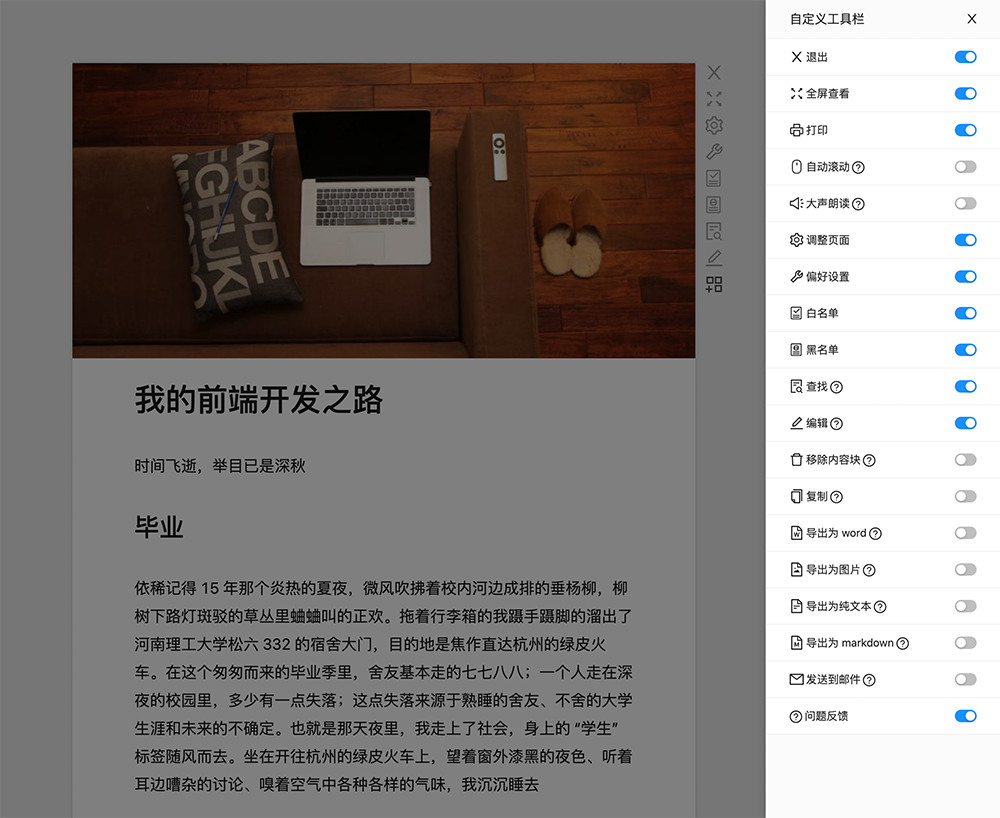 ABCDE
FGHIJKL
我的前端开发之路
时间飞逝，举目已是深秋
毕业
依稀记得 15 年那个炎热的夏夜，微风吹拂着校内河边成排的垂杨柳，柳
树下路灯斑驳的草丛里蛐蛐叫的正欢。拖着行李箱的我蹑手蹑脚的溜出了
河南理工大学松六 332 的宿舍大门，目的地是焦作直达杭州的绿皮火
车。在这个匆匆而来的毕业季里，舍友基本走的七七八八；一个人走在深
夜的校园里，多少有一点失落；这点失落来源于熟睡的舍友、不舍的大学
生涯和未来的不确定。也就是那天夜里，我走上了社会，身上的 “学生”
标签随风而去。坐在开往杭州的绿皮火车上，望着窗外漆黑的夜色、听着
耳边嘈杂的讨论、嗅着空气中各种各样的气味，我沉沉睡去
自定义工具栏
退出
全屏查看
打印
自动滚动
大声朗读
调整页面
偏好设置
白名单
黑名单
查找
编辑
移除内容块
复制
导出为 word
导出为图片
导出为纯文本
导出为 markdown
发送到邮件
问题反馈